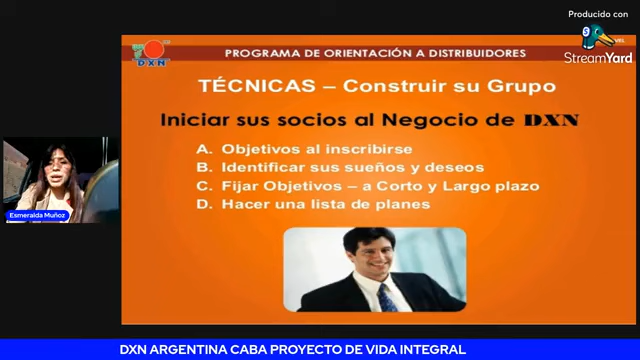 Producido con
StreamYard
DXN
PROGRAMA DE ORIENTACIÓN A DISTRIBUIDORES
TÉCNICAS – Construir su Grupo
Iniciar sus socios al Negocio de DXN
A. Objetivos al inscribirse
B. Identificar sus sueños y deseos
C. Fijar Objetivos – a Corto y Largo plazo
D. Hacer una lista de planes
Esmeralda Muñoz
DXN ARGENTINA CABA PROYECTO DE VIDA INTEGRAL